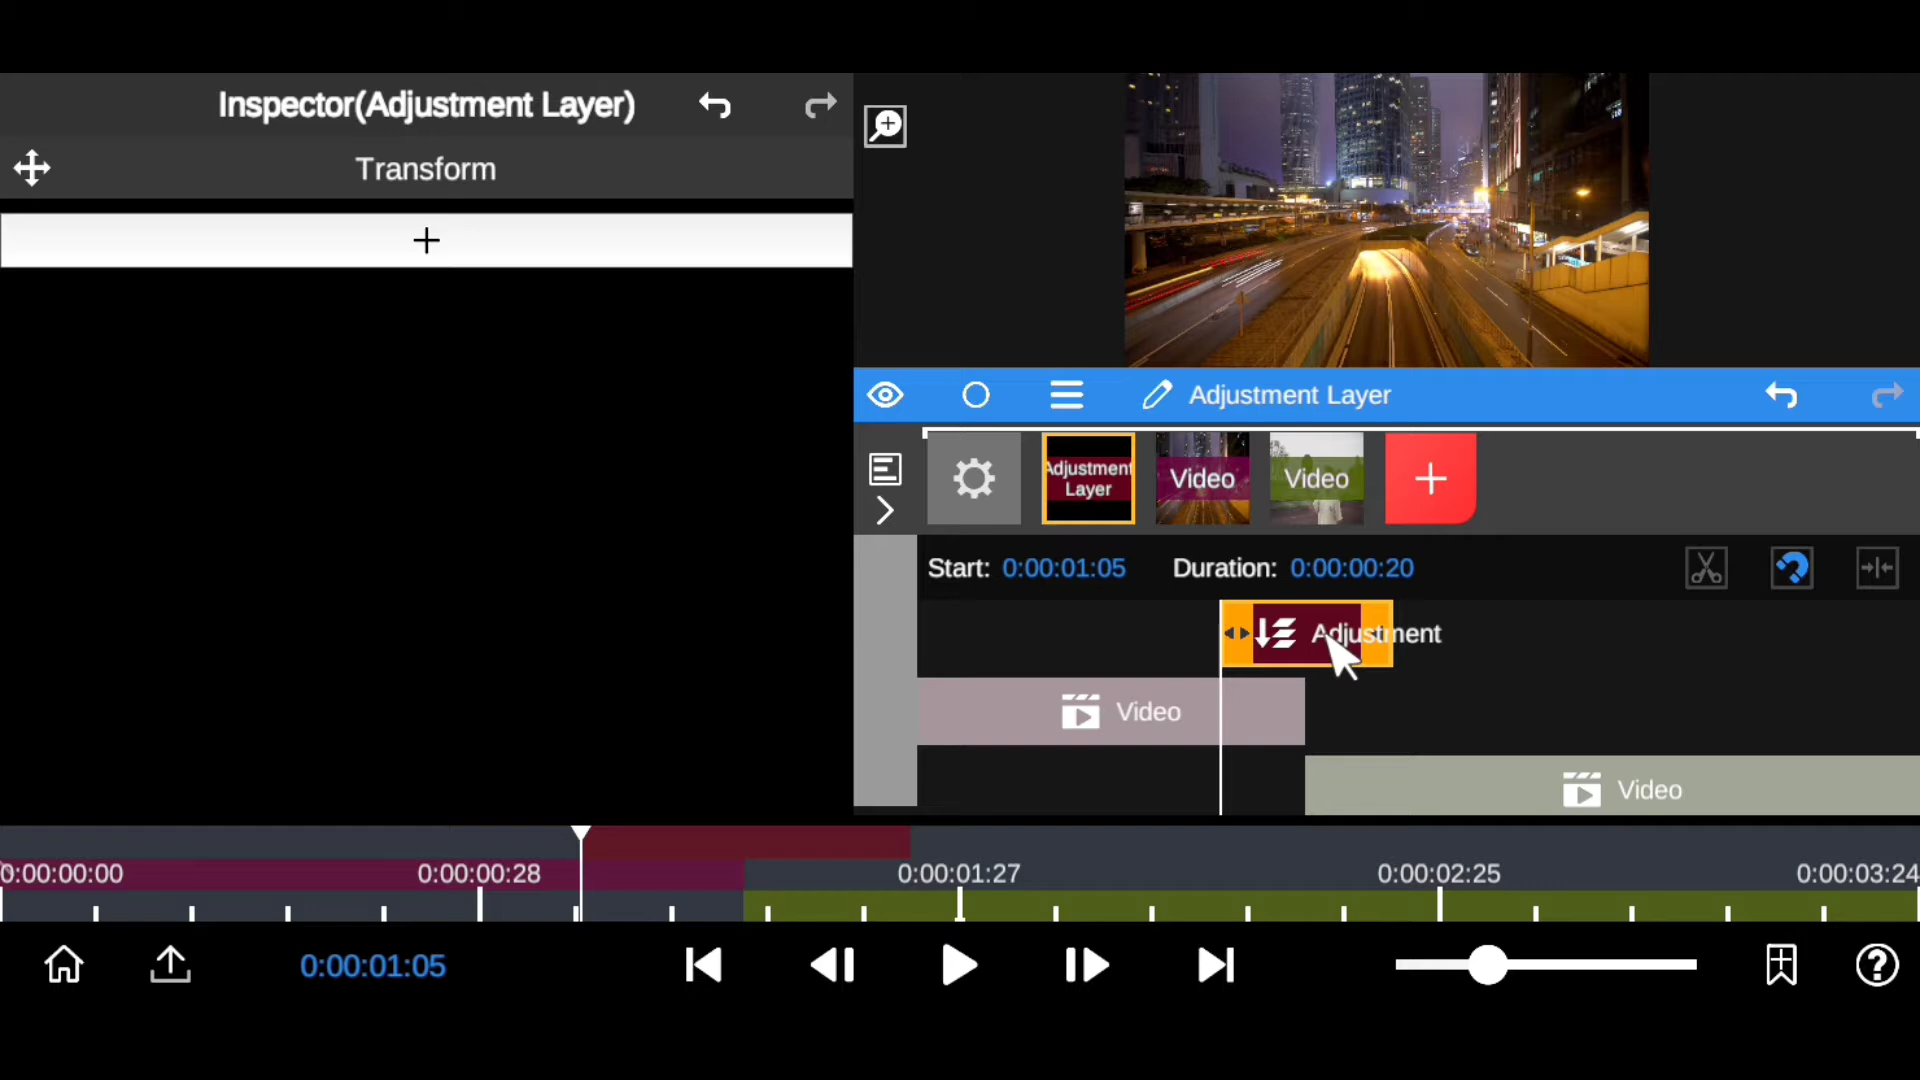 Inspector(Adjustment Layer)
Transform
Adjustment Layer
Adjustment
Layer
Video
Video
Start: 0:00:01:05 Duration: 0:00:00:20
Adjustment
Video
Video
0:00:00:00 0:00:00:28 0:00:01:27 0:00:02:25 0:00:03:24
0:00:01:05